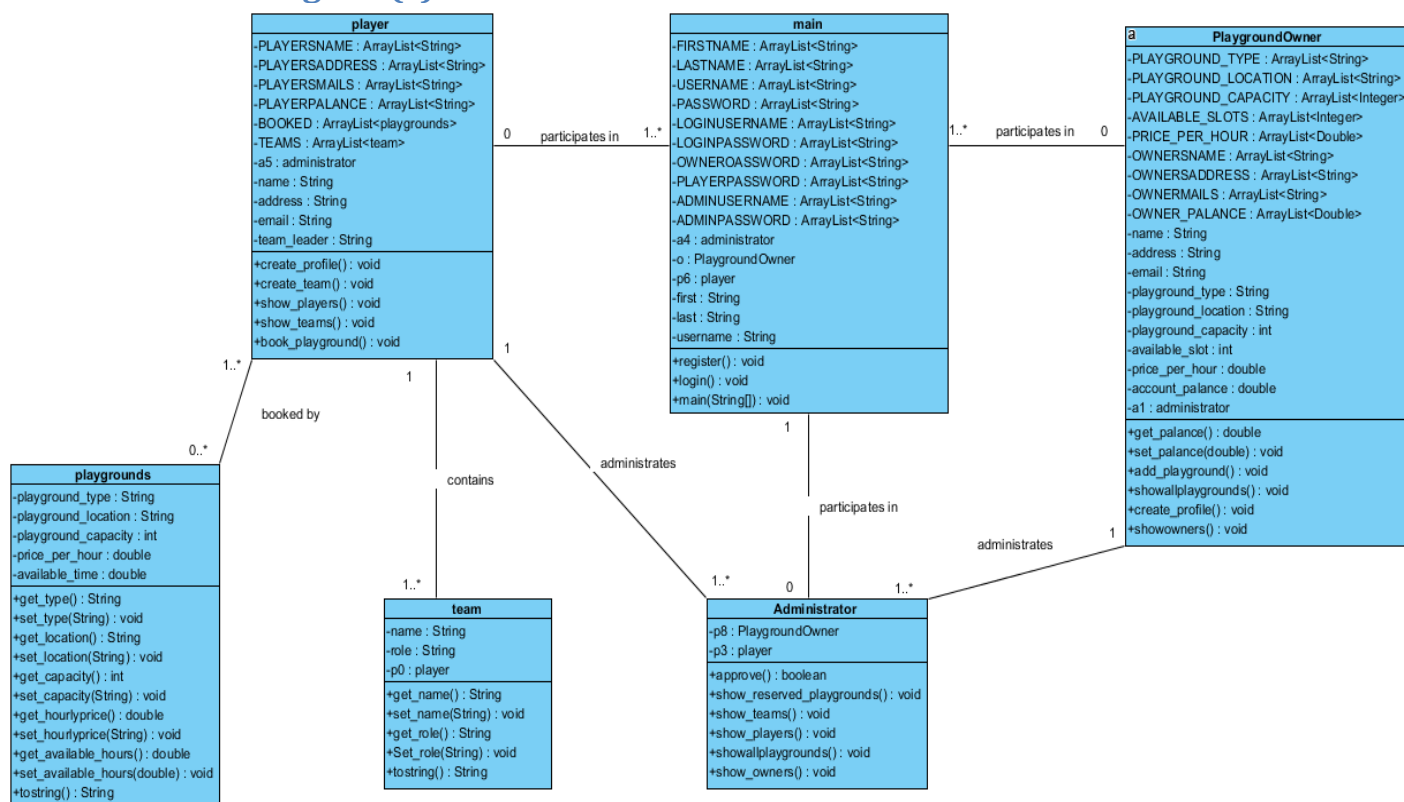 player
-PLAYERSNAME : ArrayList<String>
-PLAYERSADDRESS : ArrayList<String>
-PLAYERSMAILS : ArrayList<String>
-PLAYERPALANCE : ArrayList<String>
-BOOKED : ArrayList<playgrounds>
-TEAMS : ArrayList<team>
-a5 : administrator
-name : String
-address : String
-email : String
-team_leader : String
+create_profile() : void
+create_team() : void
+show_players() : void
+show_teams() : void
+book_playground() : void
0
participates in
1..*
main
-FIRSTNAME : ArrayList<String>
-LASTNAME : ArrayList<String>
-USERNAME : ArrayList<String>
-PASSWORD : ArrayList<String>
-LOGINUSERNAME : ArrayList<String>
-LOGINPASSWORD : ArrayList<String>
-OWNEROASSWORD : ArrayList<String>
-PLAYERPASSWORD : ArrayList<String>
-ADMINUSERNAME : ArrayList<String>
-ADMINPASSWORD : ArrayList<String>
-a4 : administrator
-o : PlaygroundOwner
-p6 : player
-first : String
-last : String
-username : String
+register() : void
+login() : void
+main(String[]) : void
1..*
participates in
0
a
PlaygroundOwner
-PLAYGROUND_TYPE : ArrayList<String>
-PLAYGROUND_LOCATION : ArrayList<String>
-PLAYGROUND_CAPACITY : ArrayList<Integer>
-AVAILABLE_SLOTS : ArrayList<Integer>
-PRICE_PER_HOUR : ArrayList<Double>
-OWNERSNAME : ArrayList<String>
-OWNERSADDRESS : ArrayList<String>
-OWNERMAILS : ArrayList<String>
-OWNER_PALANCE : ArrayList<Double>
-name : String
-address : String
-email : String
-playground_type : String
-playground_location : String
-playground_capacity : int
-available_slot : int
-price_per_hour : double
-account_palance : double
-a1 : administrator
+get_palance() : double
+set_palance(double) : void
+add_playground() : void
+showallplaygrounds() : void
+create_profile() : void
+showowners() : void
1..*
booked by
0..*
1
contains
1..*
1
administrates
1..*
1
participates in
0
1
administrates
1..*
playgrounds
-playground_type : String
-playground_location : String
-playground_capacity : int
-price_per_hour : double
-available_time : double
+get_type() : String
+set_type(String) : void
+get_location() : String
+set_location(String) : void
+get_capacity() : int
+set_capacity(String) : void
+get_hourlyprice() : double
+set_hourlyprice(String) : void
+get_available_hours() : double
+set_available_hours(double) : void
+tostring() : String
team
-name : String
-role : String
-p0 : player
+get_name() : String
+set_name(String) : void
+get_role() : String
+Set_role(String) : void
+tostring() : String
Administrator
-p8 : PlaygroundOwner
-p3 : player
+approve() : boolean
+show_reserved_playgrounds() : void
+show_teams() : void
+show_players() : void
+showallplaygrounds() : void
+show_owners() : void